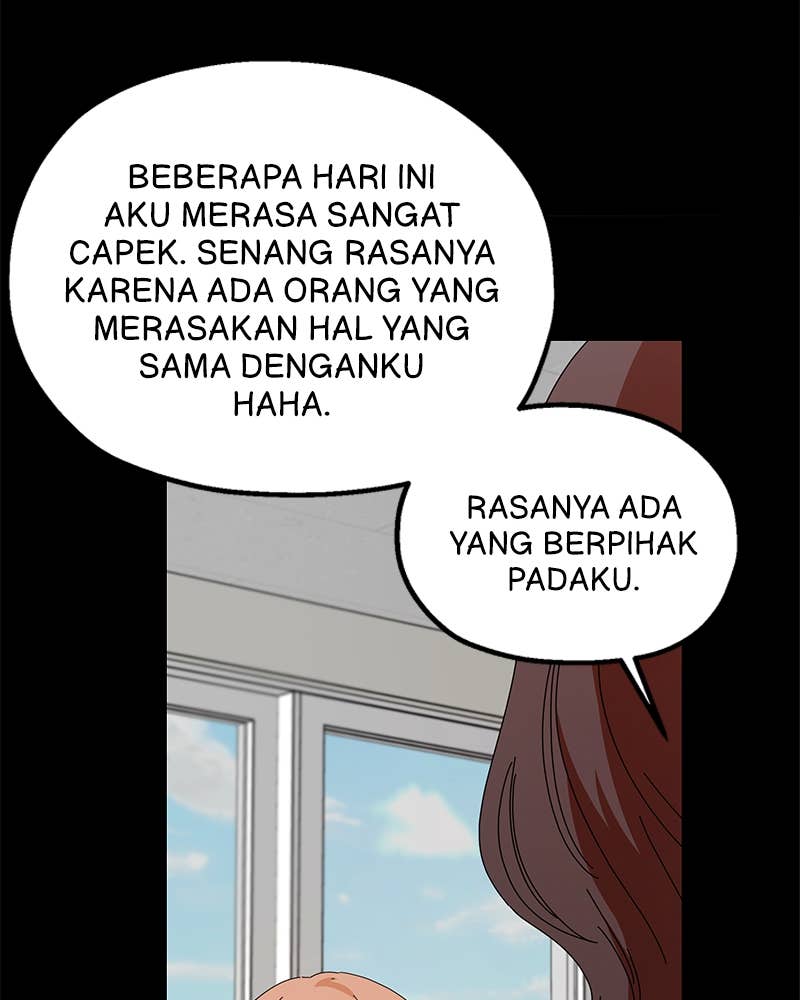 BEBERAPA HARI INI
AKU MERASA SANGAT
CAPEK. SENANG RASANYA
KARENA ADA ORANG YANG
MERASAKAN HAL YANG
SAMA DENGANKU
HAHA.
RASANYA ADA
YANG BERPIHAK
PADAKU.